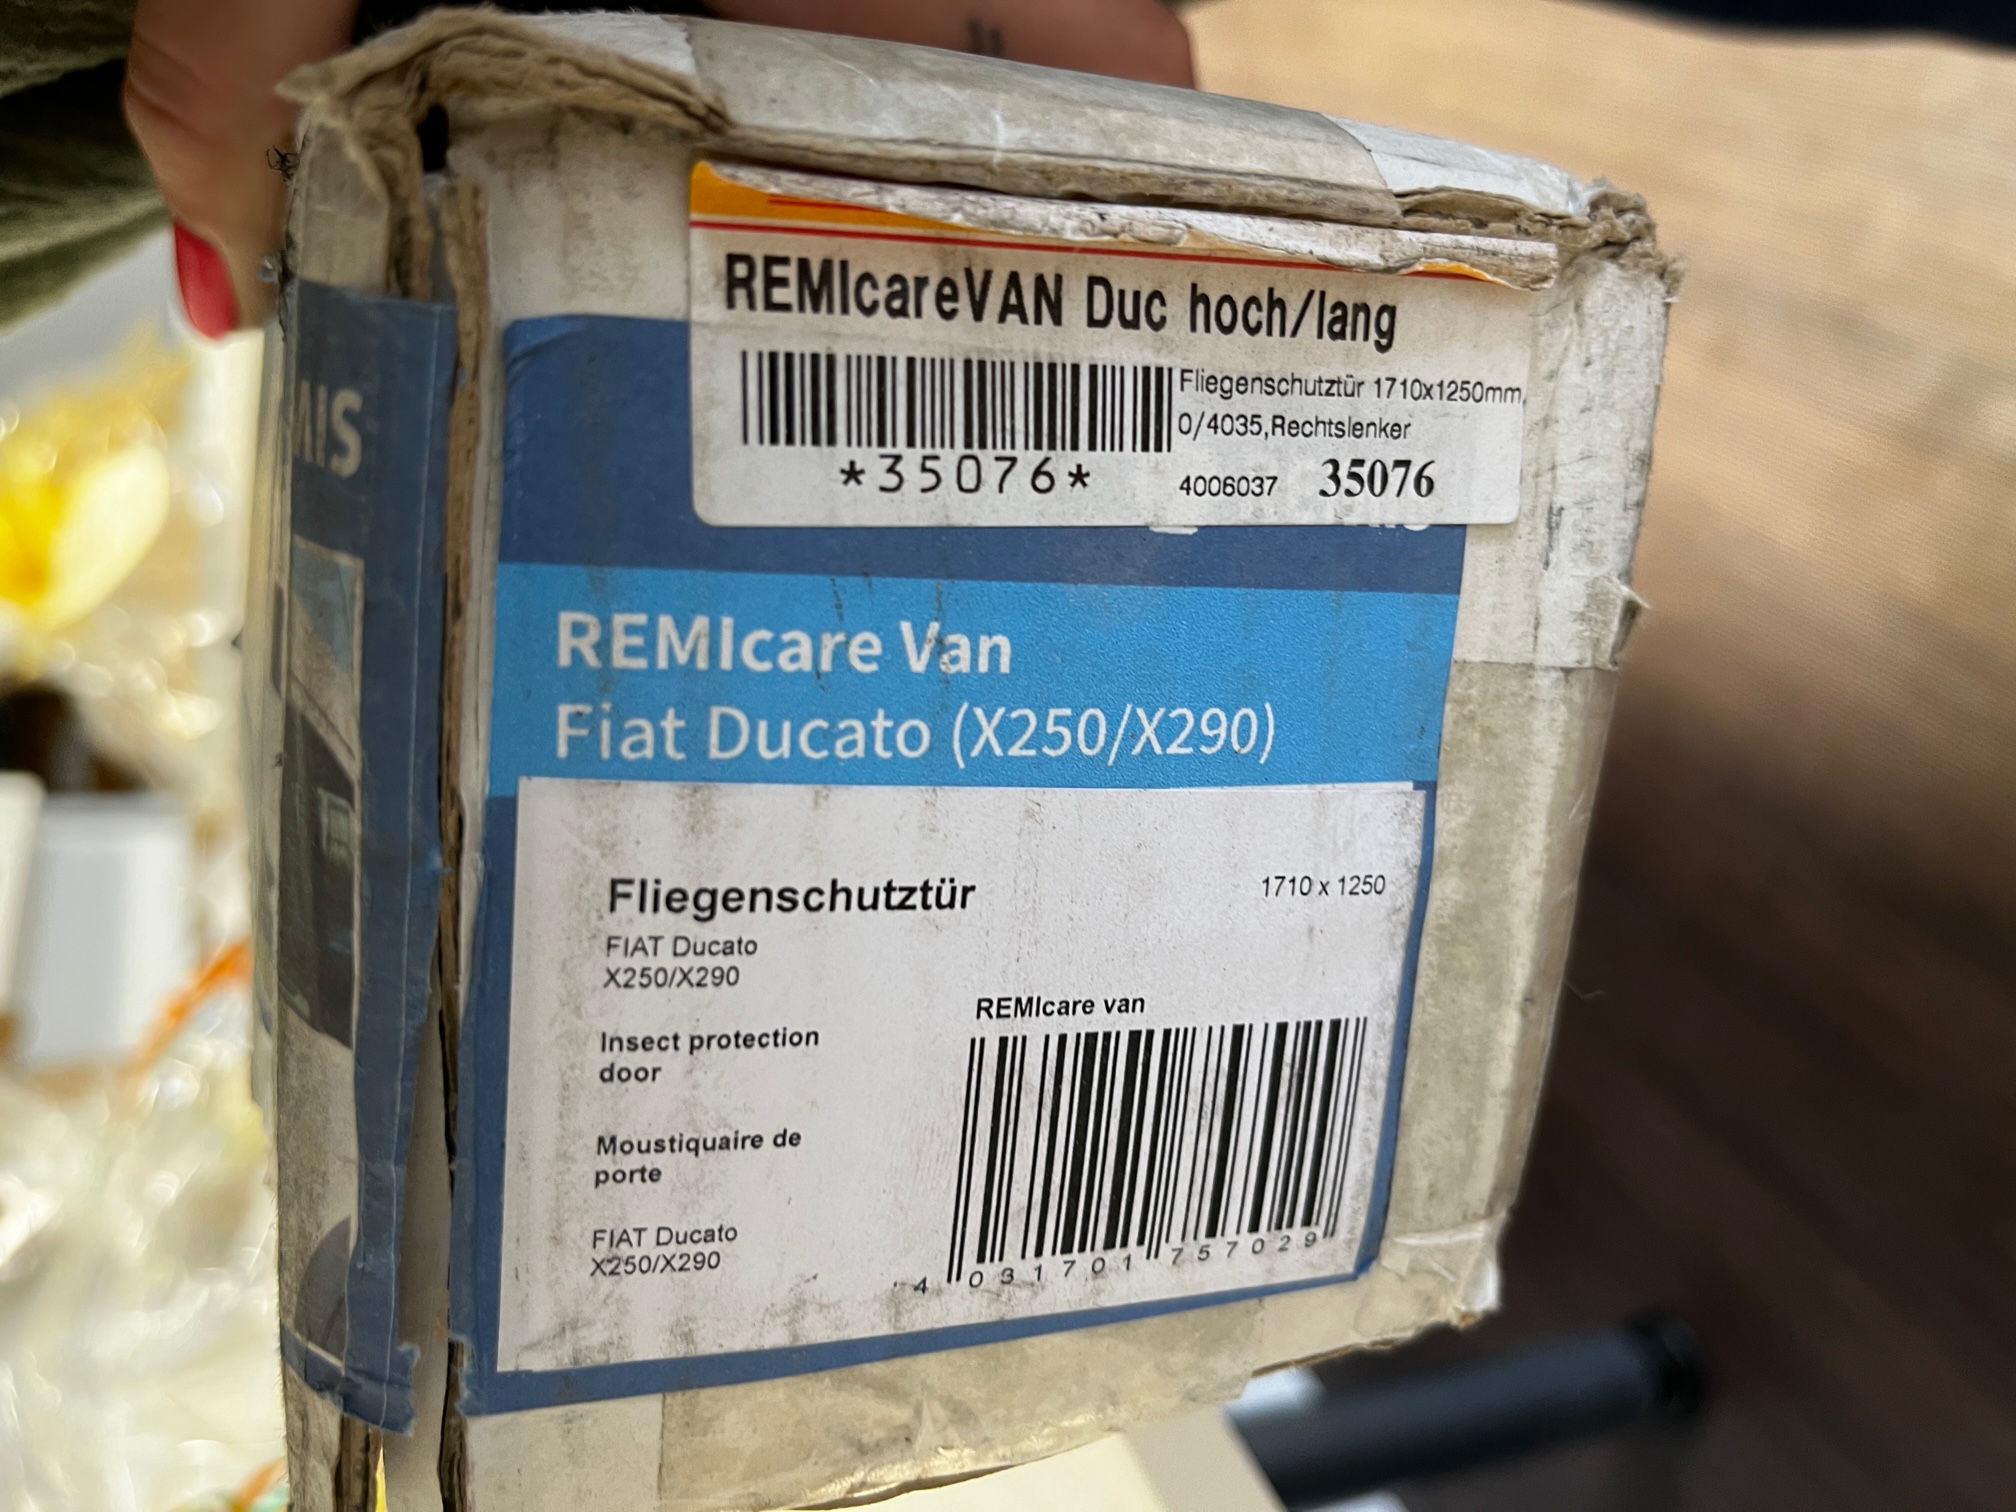 REMIcareVAN Duc hoch/lang
Fliegenschutztür 1710x1250mm,
0/4035,Rechtslenker
*35076*
4006037 35076
REMIcare Van
Fiat Ducato (X250/X290)
Fliegenschutztür
1710 x 1250
FIAT Ducato
X250/X290
REMIcare van
Insect protection
door
Moustiquaire de
porte
FIAT Ducato
X250/X290
4 031701 757029